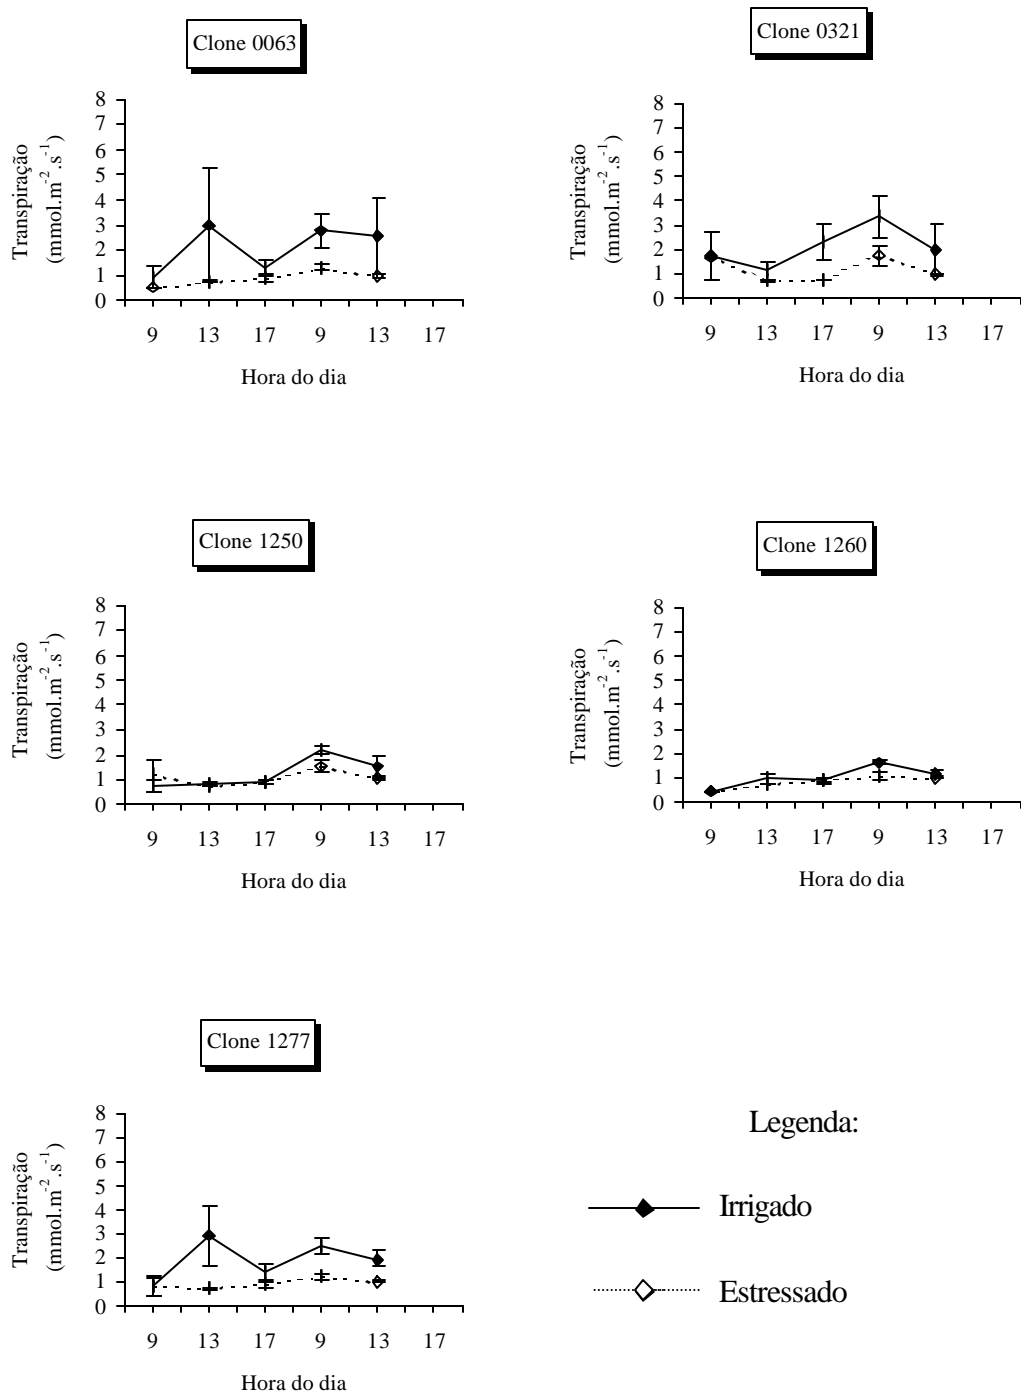 Clone 0063
Transpiração
(mmol.m⁻².s⁻¹)
8
7
6
5
4
3
2
1
0
9 13 17 9 13 17
Hora do dia
Clone 0321
Transpiração
(mmol.m⁻².s⁻¹)
8
7
6
5
4
3
2
1
0
9 13 17 9 13 17
Hora do dia
Clone 1250
Transpiração
(mmol.m⁻².s⁻¹)
8
7
6
5
4
3
2
1
0
9 13 17 9 13 17
Hora do dia
Clone 1260
Transpiração
(mmol.m⁻².s⁻¹)
8
7
6
5
4
3
2
1
0
9 13 17 9 13 17
Hora do dia
Clone 1277
Transpiração
(mmol.m⁻².s⁻¹)
8
7
6
5
4
3
2
1
0
9 13 17 9 13 17
Hora do dia
Legenda:
Irrigado
Estressado